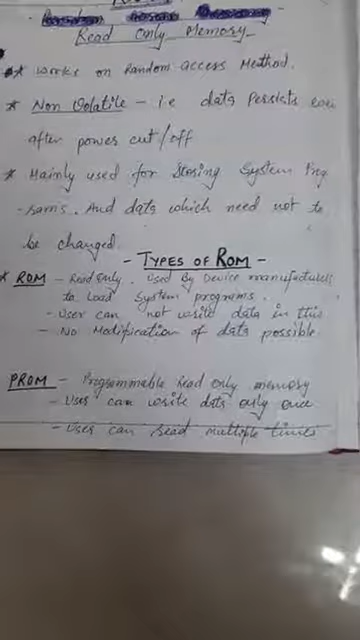 Read Only Memory
* Works on Random access Method.
* Non Volatile - i.e data Persists even
after power cut/off
* Mainly used for Storing System Prog
-rams. And data which need not to
be changed
- TYPES OF ROM -
* ROM - Read only. Used By Device manufacturers
to Load System programs.
- User can not write data in this
- No Modification of data possible.
PROM - Programmable Read only memory
- User can write data only once
- User can read multiple times